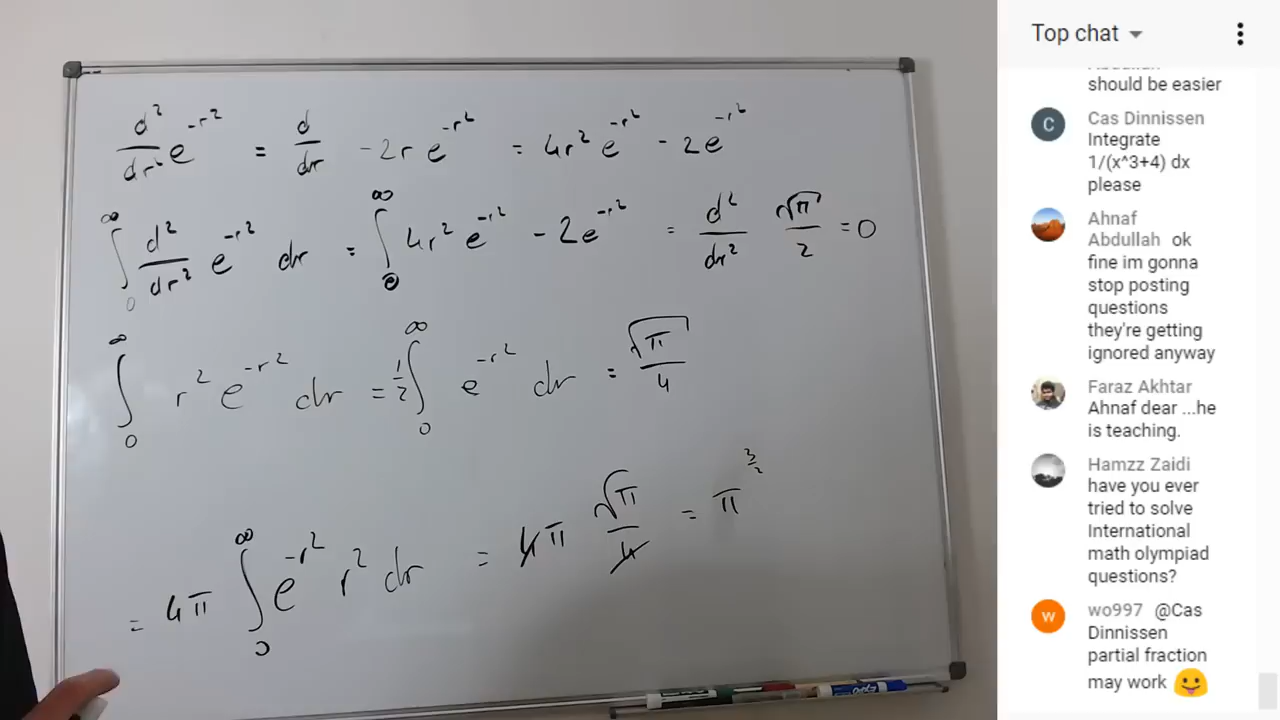 d²/dr² e^{-r²} = d/dr -2r e^{-r²} = 4r² e^{-r²} - 2e^{-r²}
∫₀^∞ d²/dr² e^{-r²} dr = ∫₀^∞ 4r² e^{-r²} - 2e^{-r²} = d²/dr² √π/2 = 0
∫₀^∞ r² e^{-r²} dr = 1/2 ∫₀^∞ e^{-r²} dr = √π/4
= 4π ∫₀^∞ e^{-r²} r² dr = 4π √π/4 = π^{3/2}
EXPO
Top chat
should be easier
C Cas Dinnissen
Integrate
1/(x^3+4) dx
please
Ahnaf
Abdullah ok
fine im gonna
stop posting
questions
they're getting
ignored anyway
Faraz Akhtar
Ahnaf dear ...he
is teaching.
Hamzz Zaidi
have you ever
tried to solve
International
math olympiad
questions?
w wo997 @Cas
Dinnissen
partial fraction
may work 😛